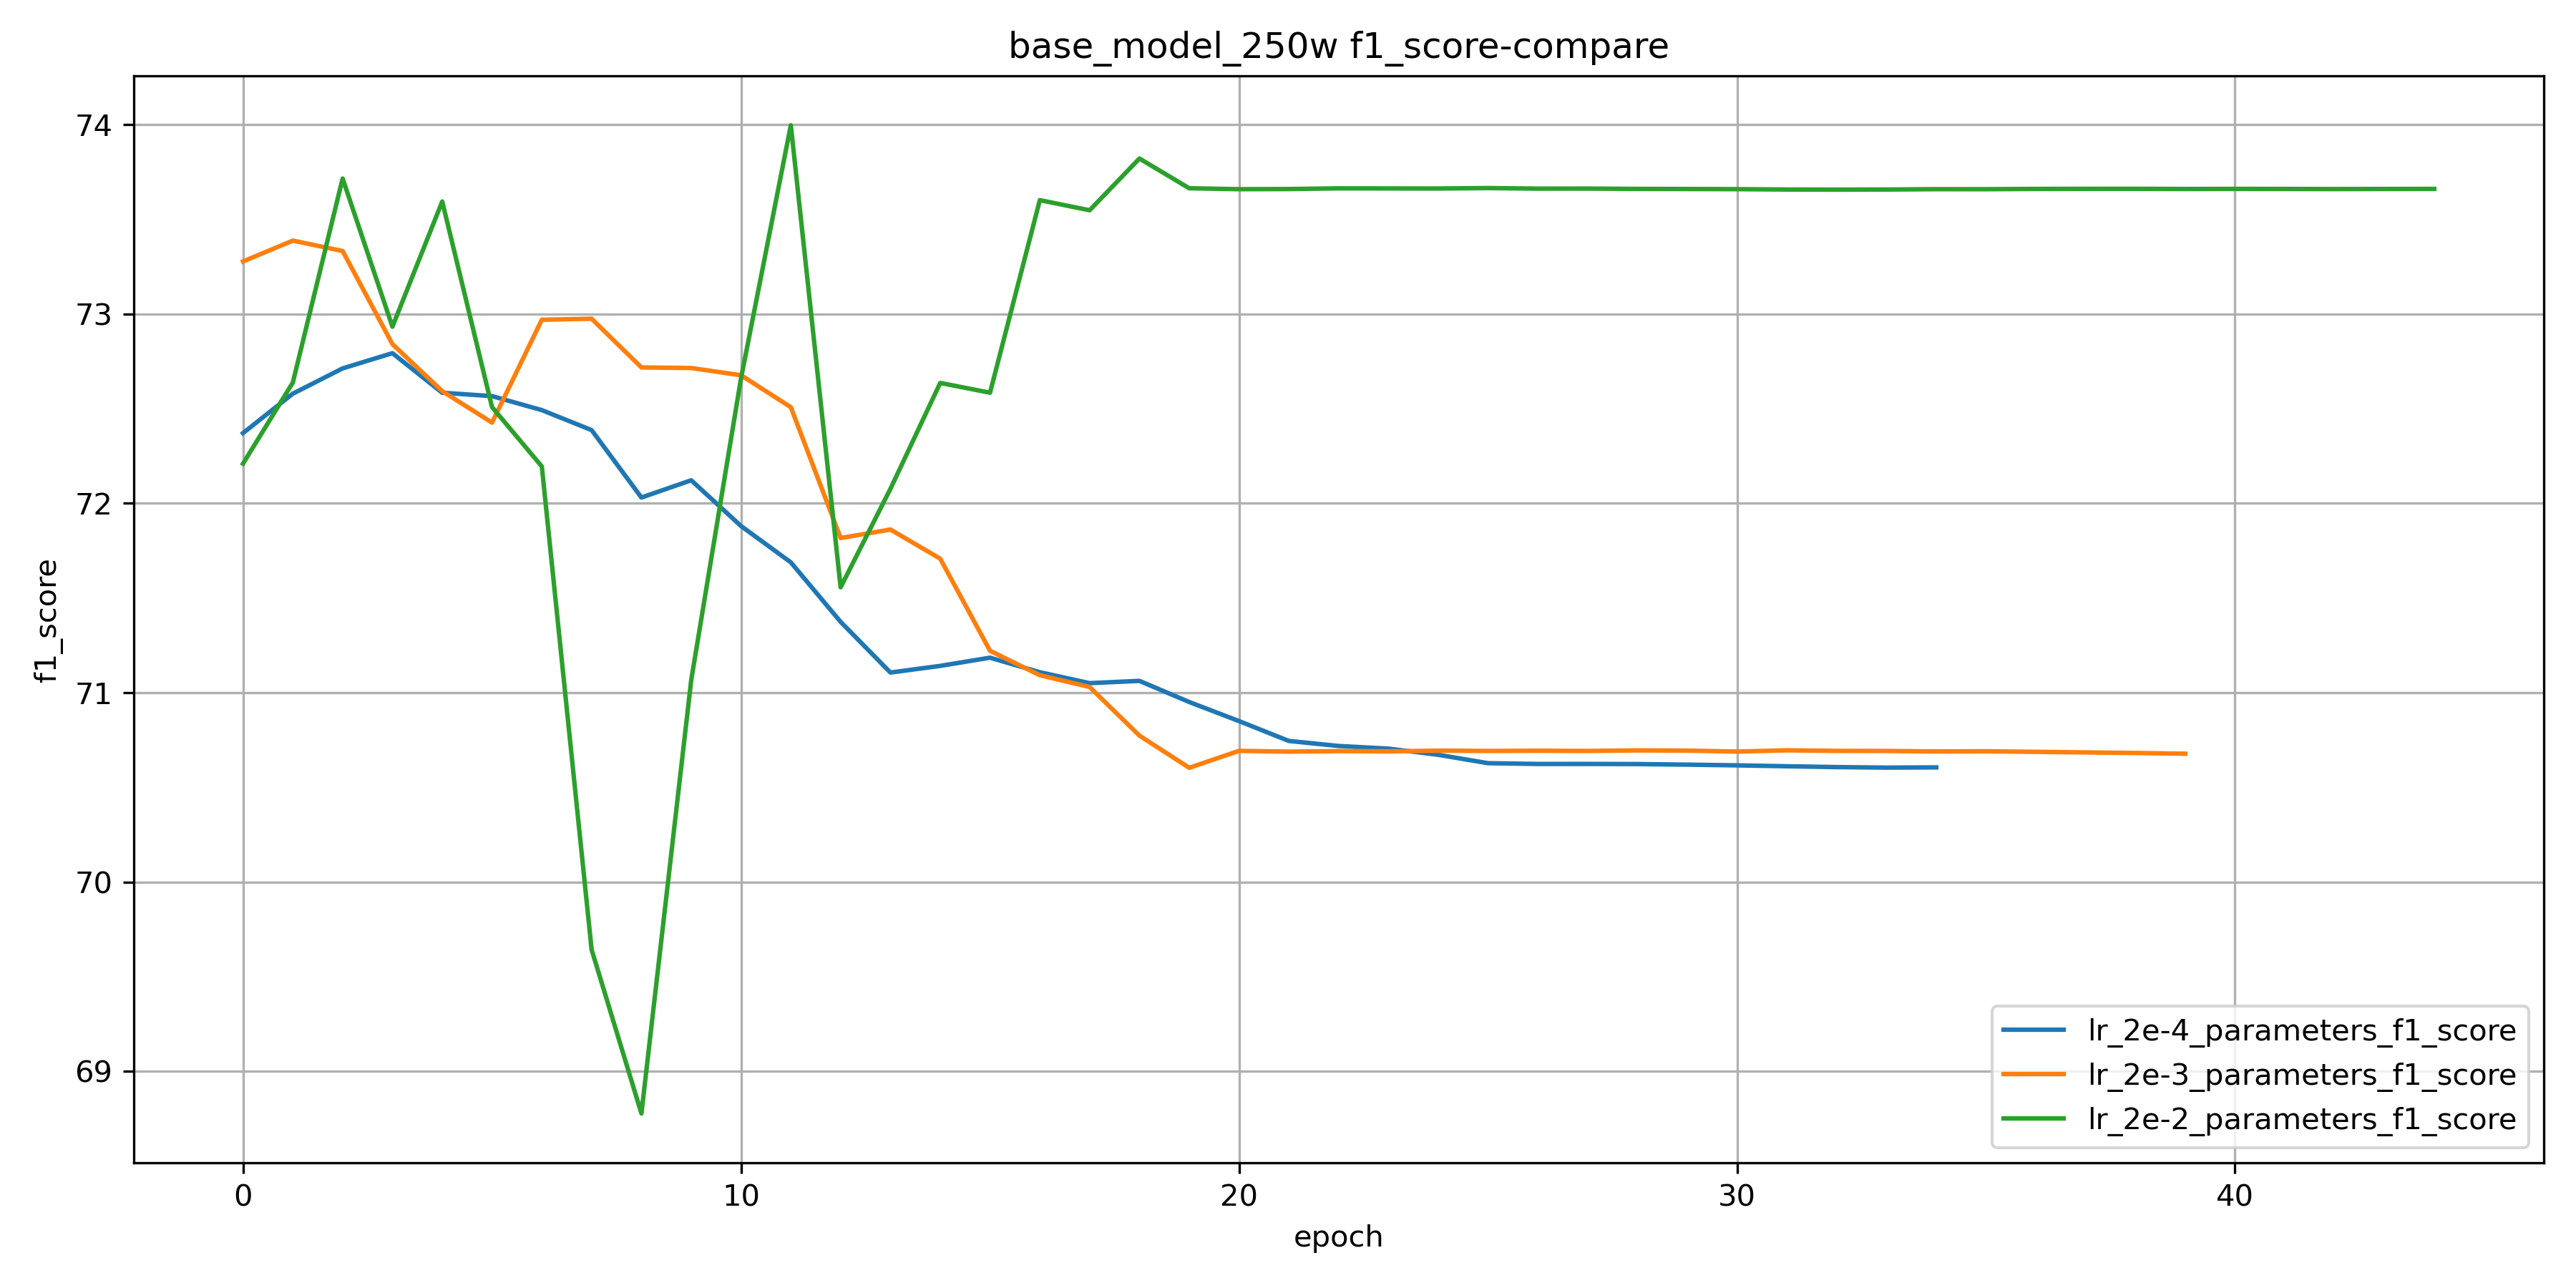 base_model_250w f1_score-compare
74
73
72
71
70
69
f1_score
0 10 20 30 40
epoch
lr_2e-4_parameters_f1_score
lr_2e-3_parameters_f1_score
lr_2e-2_parameters_f1_score